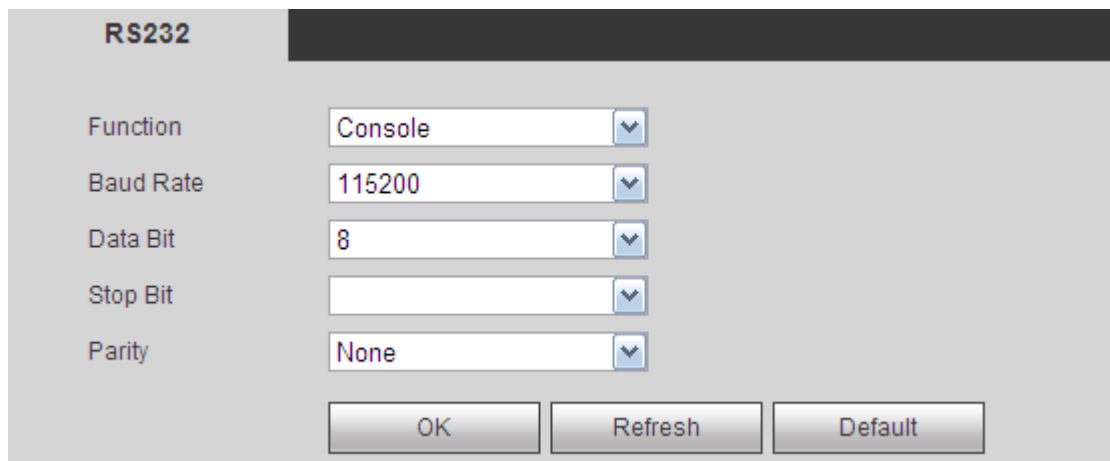 RS232
Function Console
Baud Rate 115200
Data Bit 8
Stop Bit
Parity None
OK Refresh Default